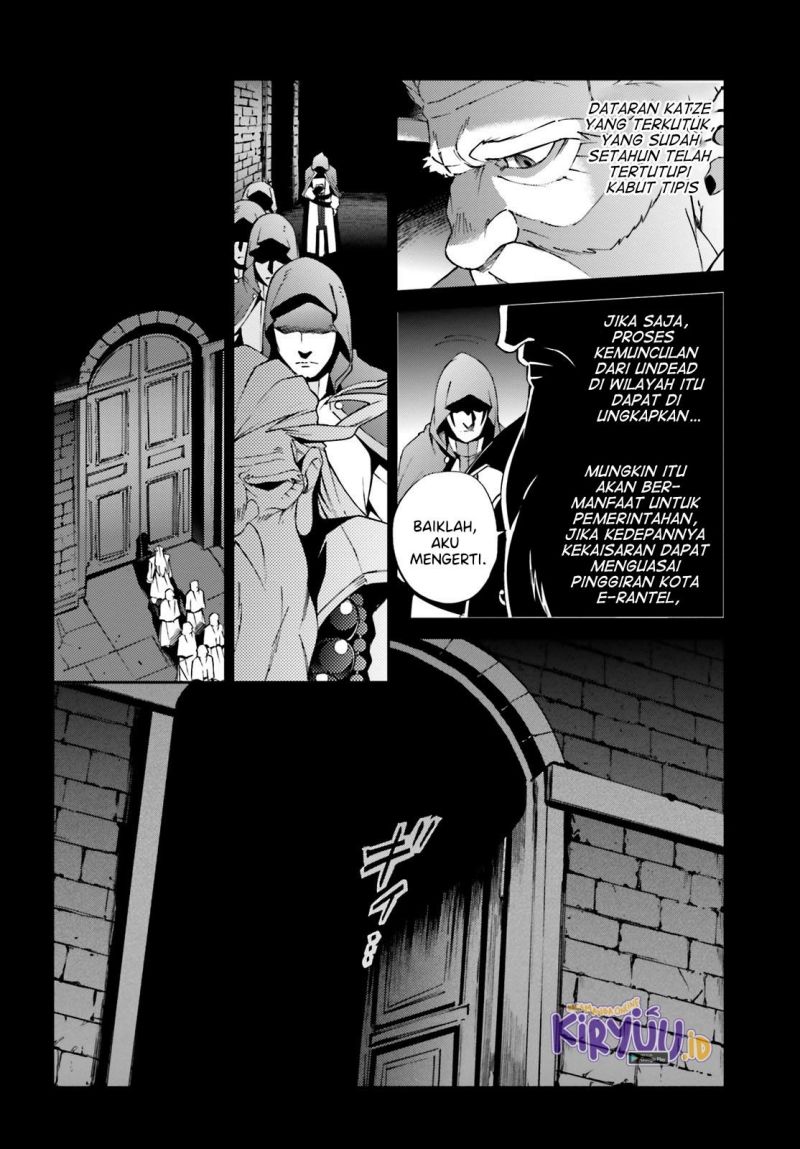 DATARAN KATZE
YANG TERKUTUK,
YANG SUDAH
SETAHUN TELAH
TERTUTUPI
KABUT TIPIS
JIKA SAJA,
PROSES
KEMUNCULAN
DARI UNDEAD
DI WILAYAH ITU
DAPAT DI
UNGKAPKAN...
MUNGKIN ITU
AKAN BER-
MANFAAT UNTUK
PEMERINTAHAN,
JIKA KEDEPANNYA
KEKAISARAN DAPAT
MENGUASAI
PINGGIRAN KOTA
E-RANTEL,
BAIKLAH,
AKU
MENGERTI.
ギィ…
KIRYUU.ID